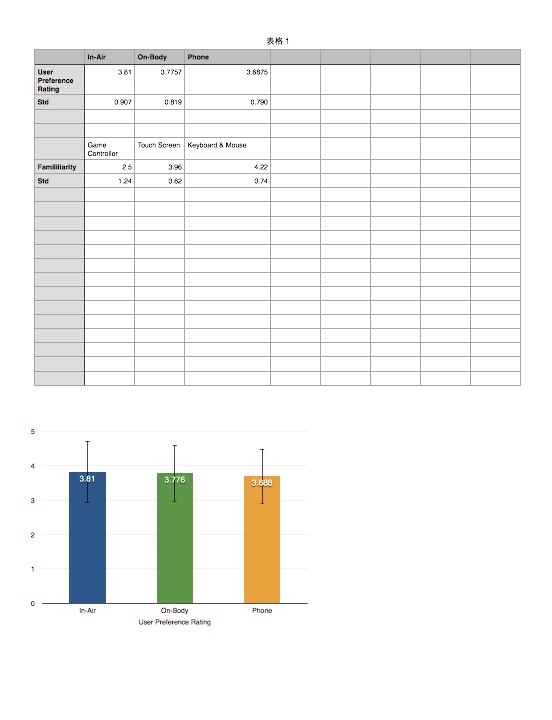 表格 1
In-Air On-Body Phone
User Preference Rating 3.81 3.7757 3.6875
Std 0.907 0.819 0.790
Game Controller Touch Screen Keyboard & Mouse
Famililiarity 2.5 3.96 4.22
Std 1.24 0.62 0.74
5
4
3
2
1
0
3.81 3.776 3.688
In-Air On-Body Phone
User Preference Rating